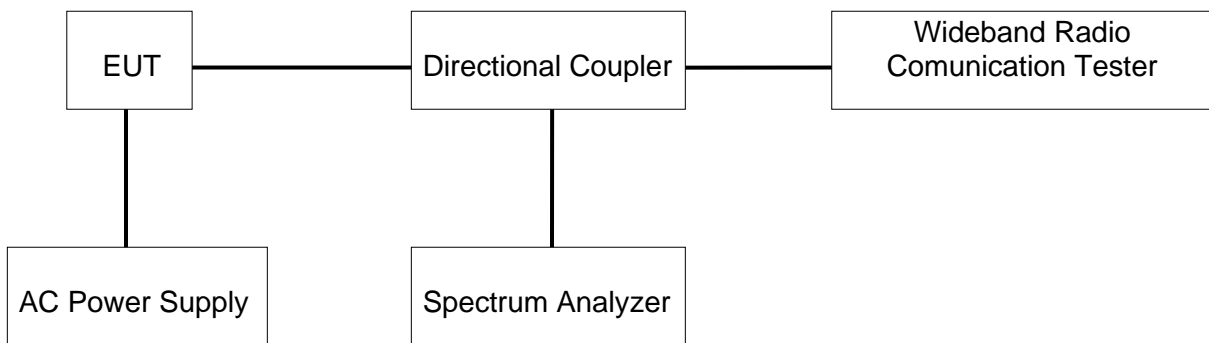 EUT
Directional Coupler
Wideband Radio
Comunication Tester
AC Power Supply
Spectrum Analyzer